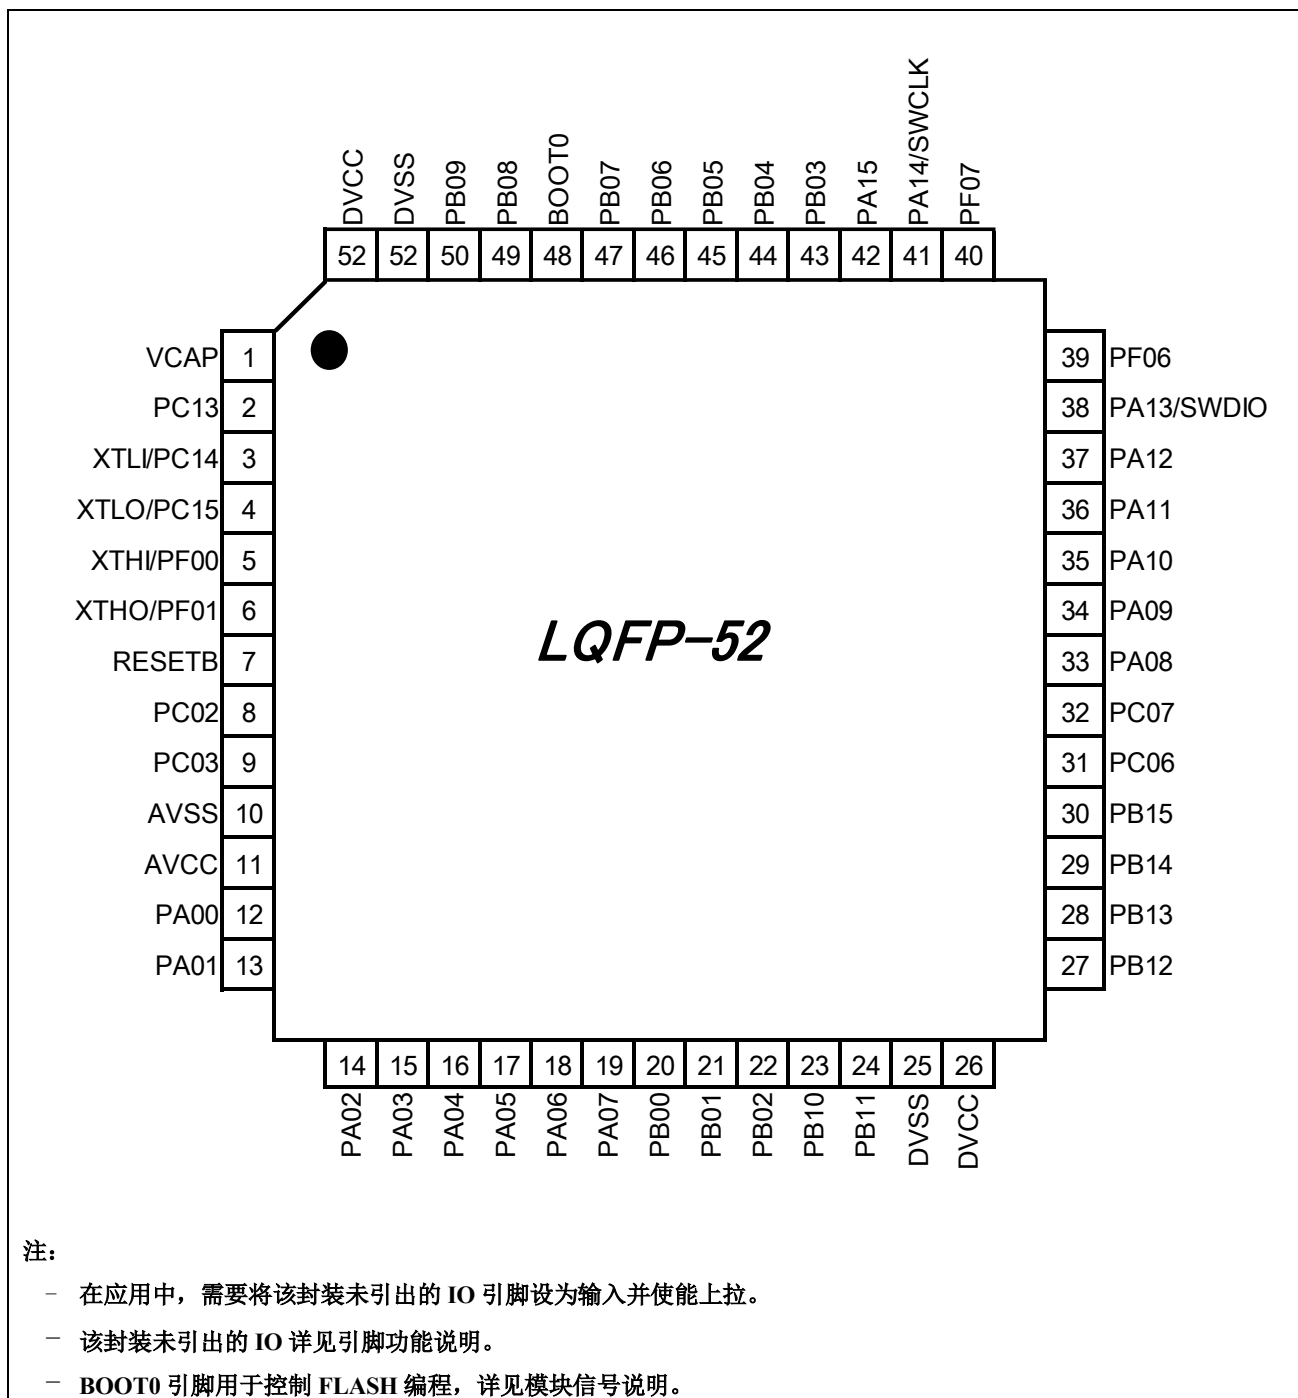 DVCC DVSS PB09 PB08 BOOT0 PB07 PB06 PB05 PB04 PB03 PA15 PA14/SWCLK PF07
52 52 50 49 48 47 46 45 44 43 42 41 40
VCAP 1 39 PF06
PC13 2 38 PA13/SWDIO
XTLI/PC14 3 37 PA12
XTLO/PC15 4 36 PA11
XTHI/PF00 5 35 PA10
XTHO/PF01 6 34 PA09
LQFP-52
RESETB 7 33 PA08
PC02 8 32 PC07
PC03 9 31 PC06
AVSS 10 30 PB15
AVCC 11 29 PB14
PA00 12 28 PB13
PA01 13 27 PB12
14 15 16 17 18 19 20 21 22 23 24 25 26
PA02 PA03 PA04 PA05 PA06 PA07 PB00 PB01 PB02 PB10 PB11 DVSS DVCC
注：
－ 在应用中，需要将该封装未引出的 IO 引脚设为输入并使能上拉。
－ 该封装未引出的 IO 详见引脚功能说明。
－ BOOT0 引脚用于控制 FLASH 编程，详见模块信号说明。